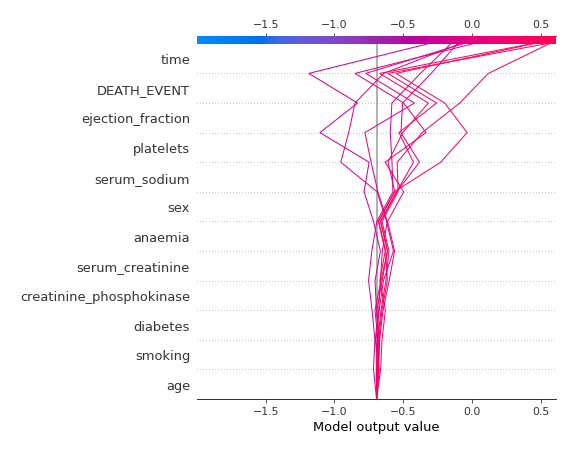 −1.5 −1.0 −0.5 0.0 0.5
time
DEATH_EVENT
ejection_fraction
platelets
serum_sodium
sex
anaemia
serum_creatinine
creatinine_phosphokinase
diabetes
smoking
age
−1.5 −1.0 −0.5 0.0 0.5
Model output value